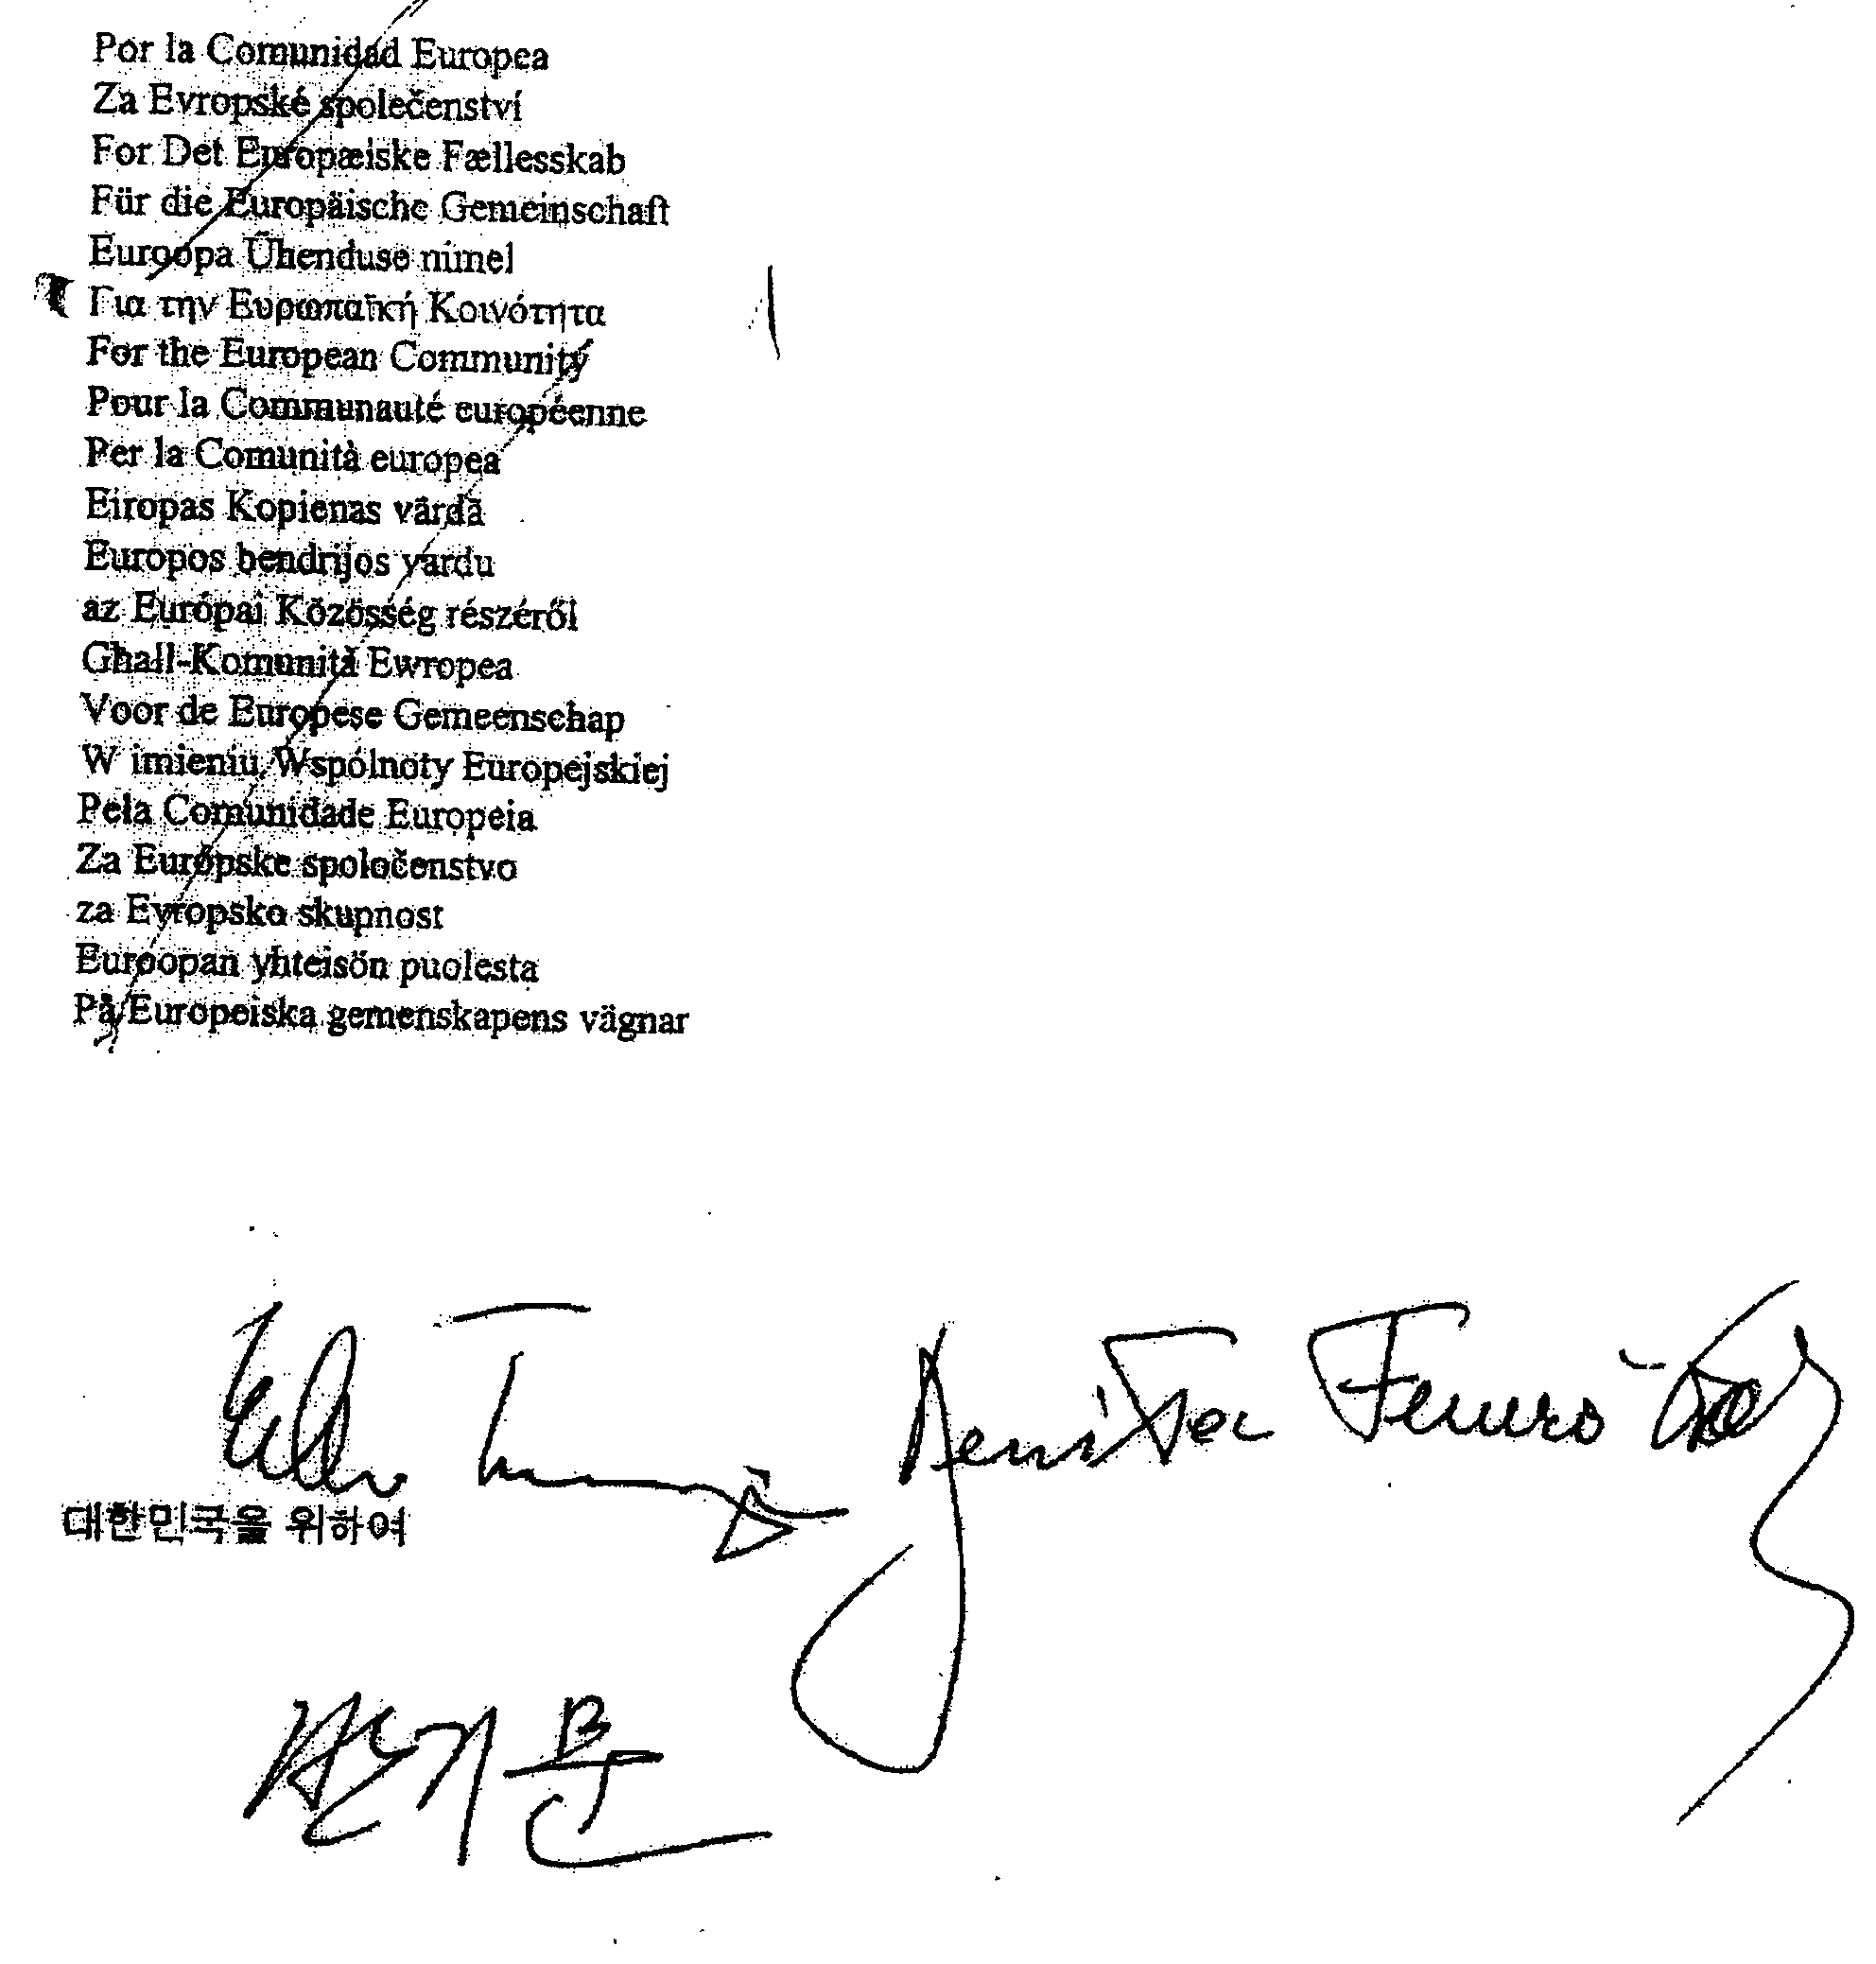 Por la Comunidad Europea
Za Evropské společenství
For Det Europæiske Fællesskab
Für die Europäische Gemeinschaft
Euroopa Ühenduse nimel
Για την Ευρωπαϊκή Κοινότητα
For the European Community
Pour la Communauté européenne
Per la Comunità europea
Eiropas Kopienas vārdā
Europos bendrijos vardu
az Európai Közösség részéről
Għall-Komunità Ewropea
Voor de Europese Gemeenschap
W imieniu Wspólnoty Europejskiej
Pela Comunidade Europeia
Za Európske spoločenstvo
za Evropsko skupnost
Euroopan yhteisön puolesta
På Europeiska gemenskapens vägnar
대한민국을 위하여
반기문